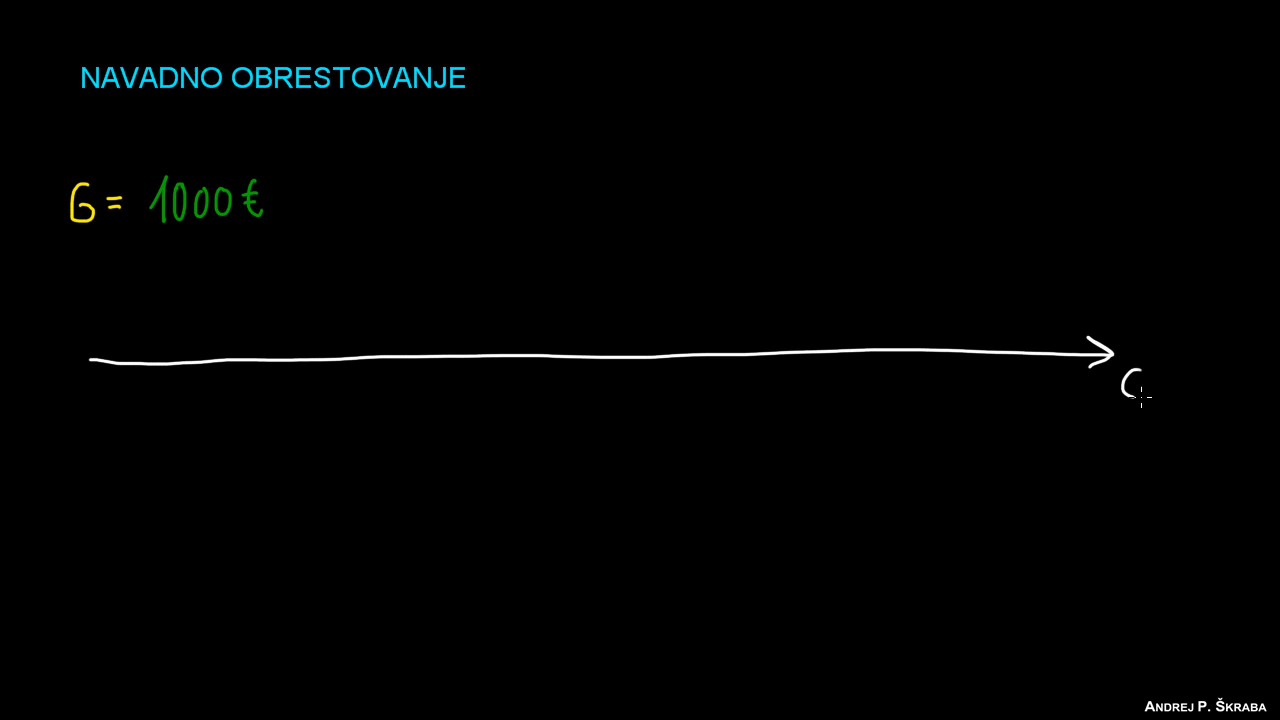 NAVADNO OBRESTOVANJE
G = 1000 €
C
ANDREJ P. ŠKRABA